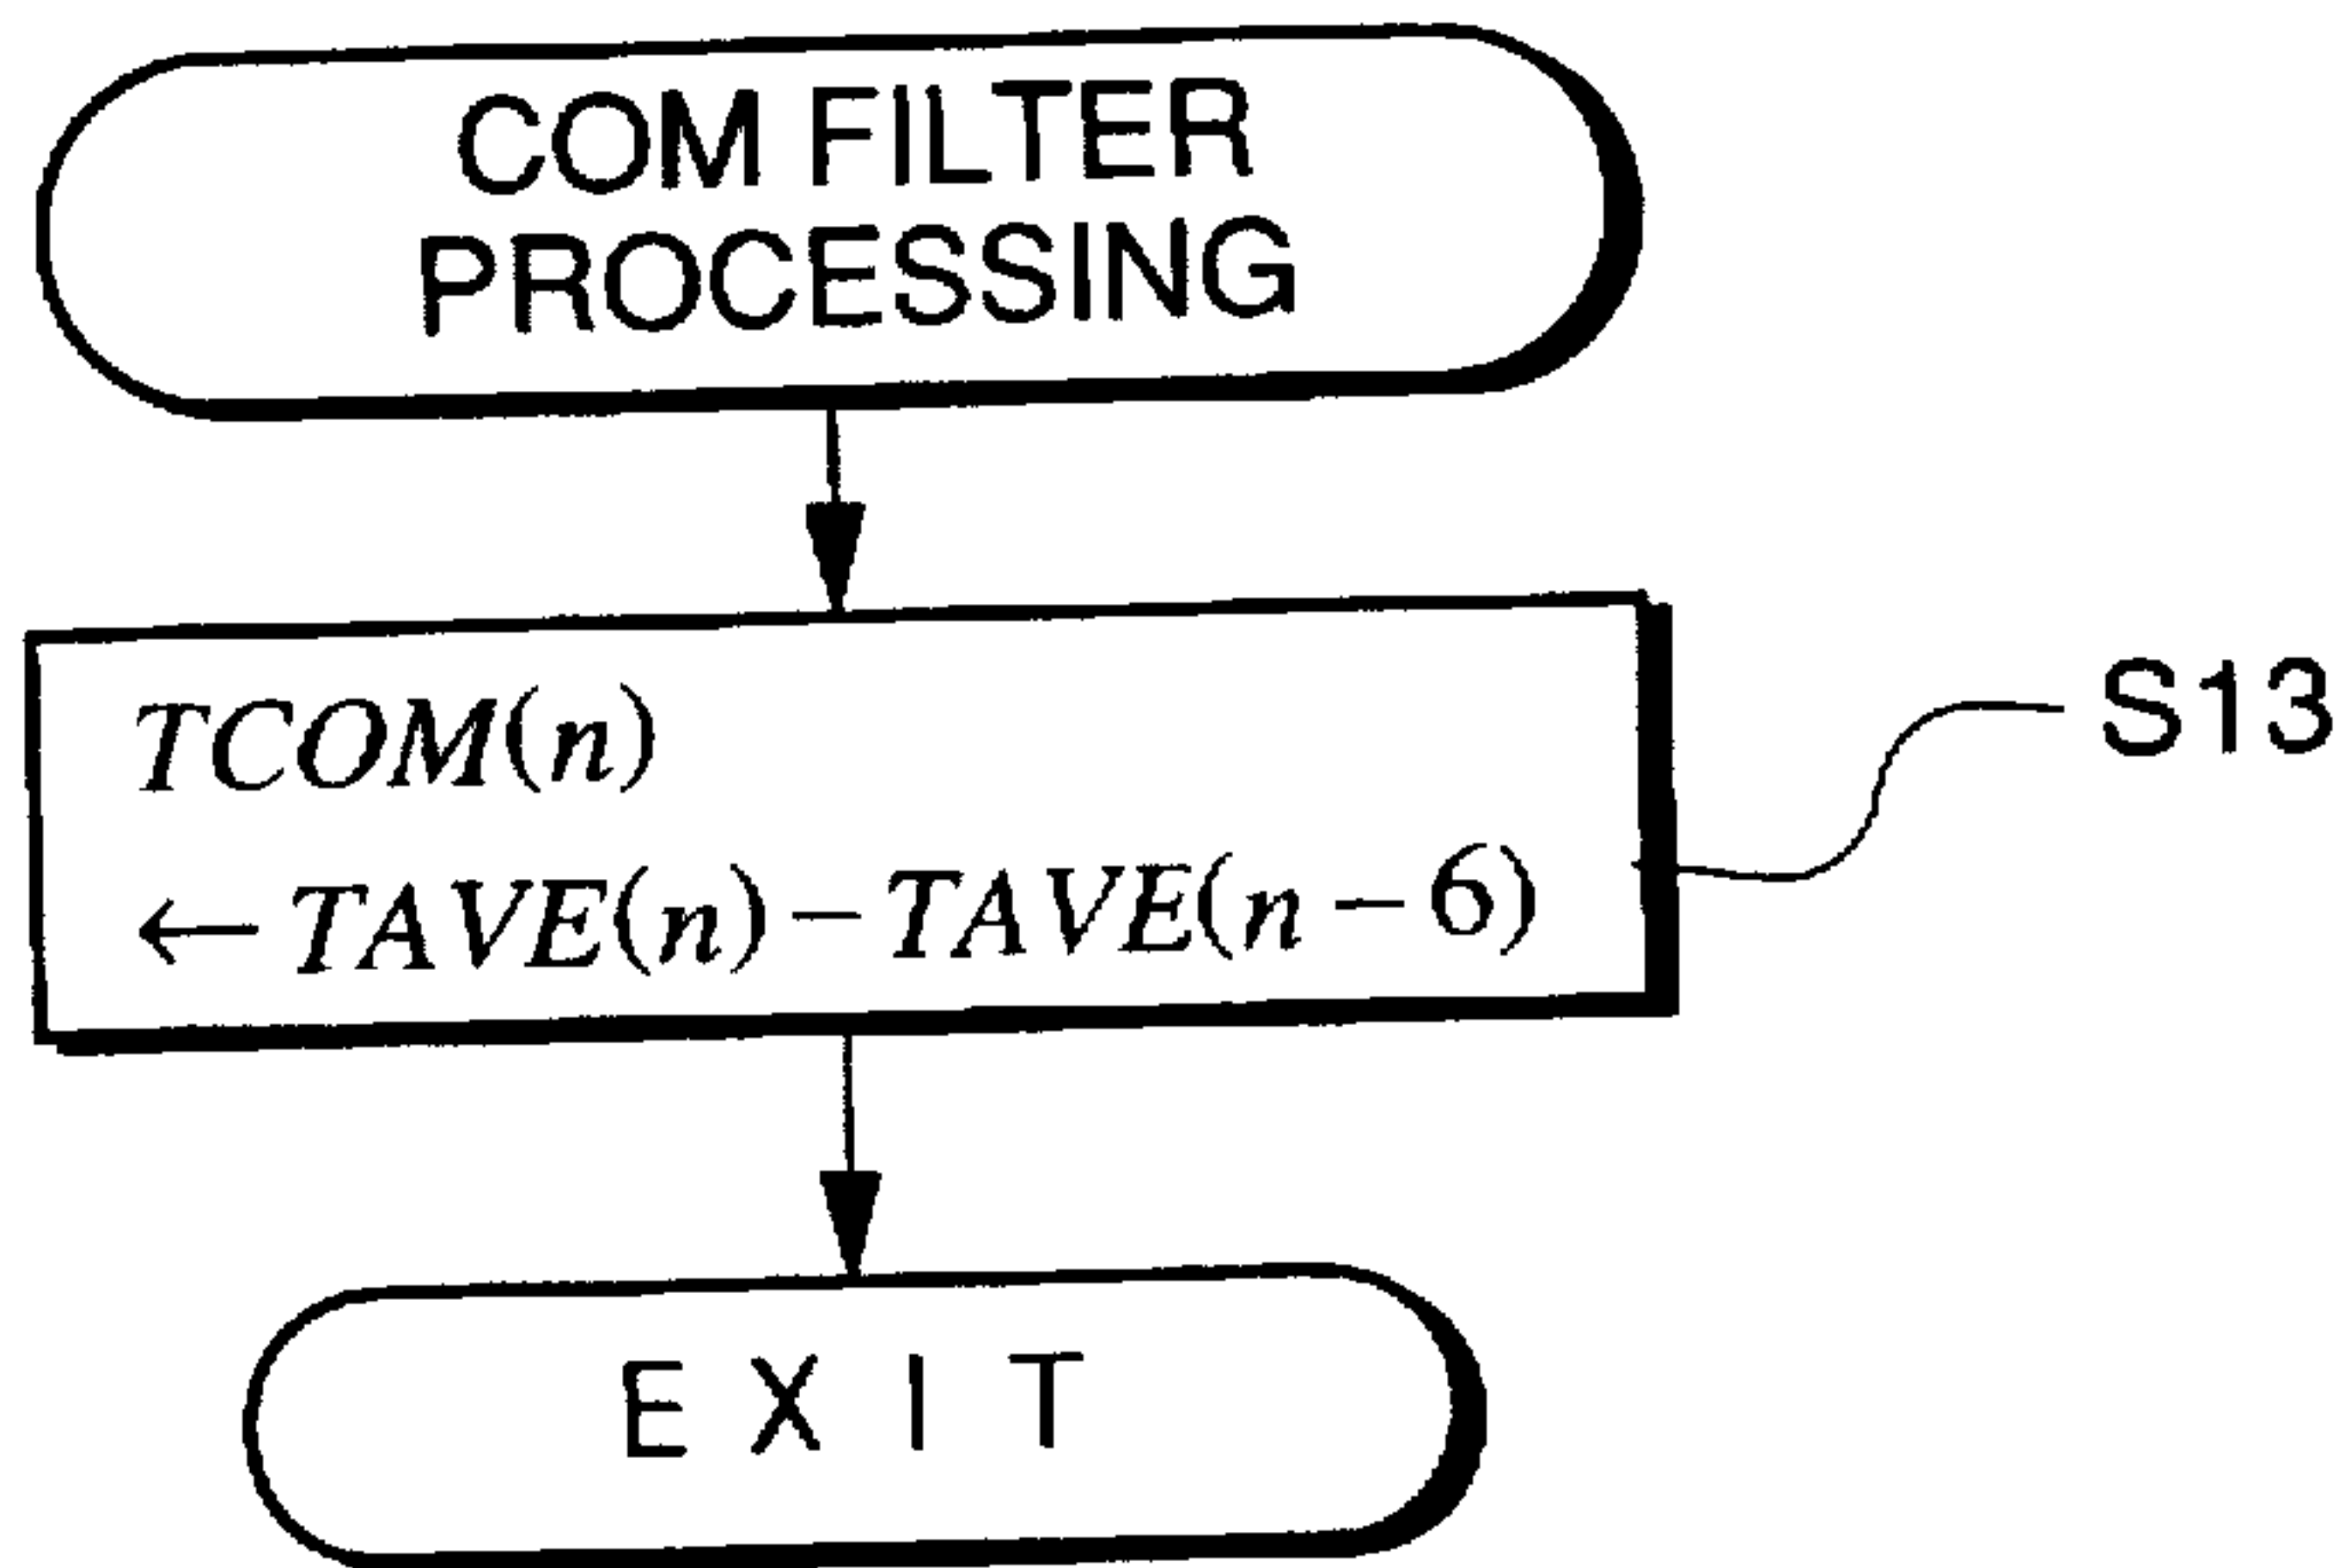 COM FILTER
PROCESSING
TCOM(n)
← TAVE(n) − TAVE(n − 6)
S13
EXIT